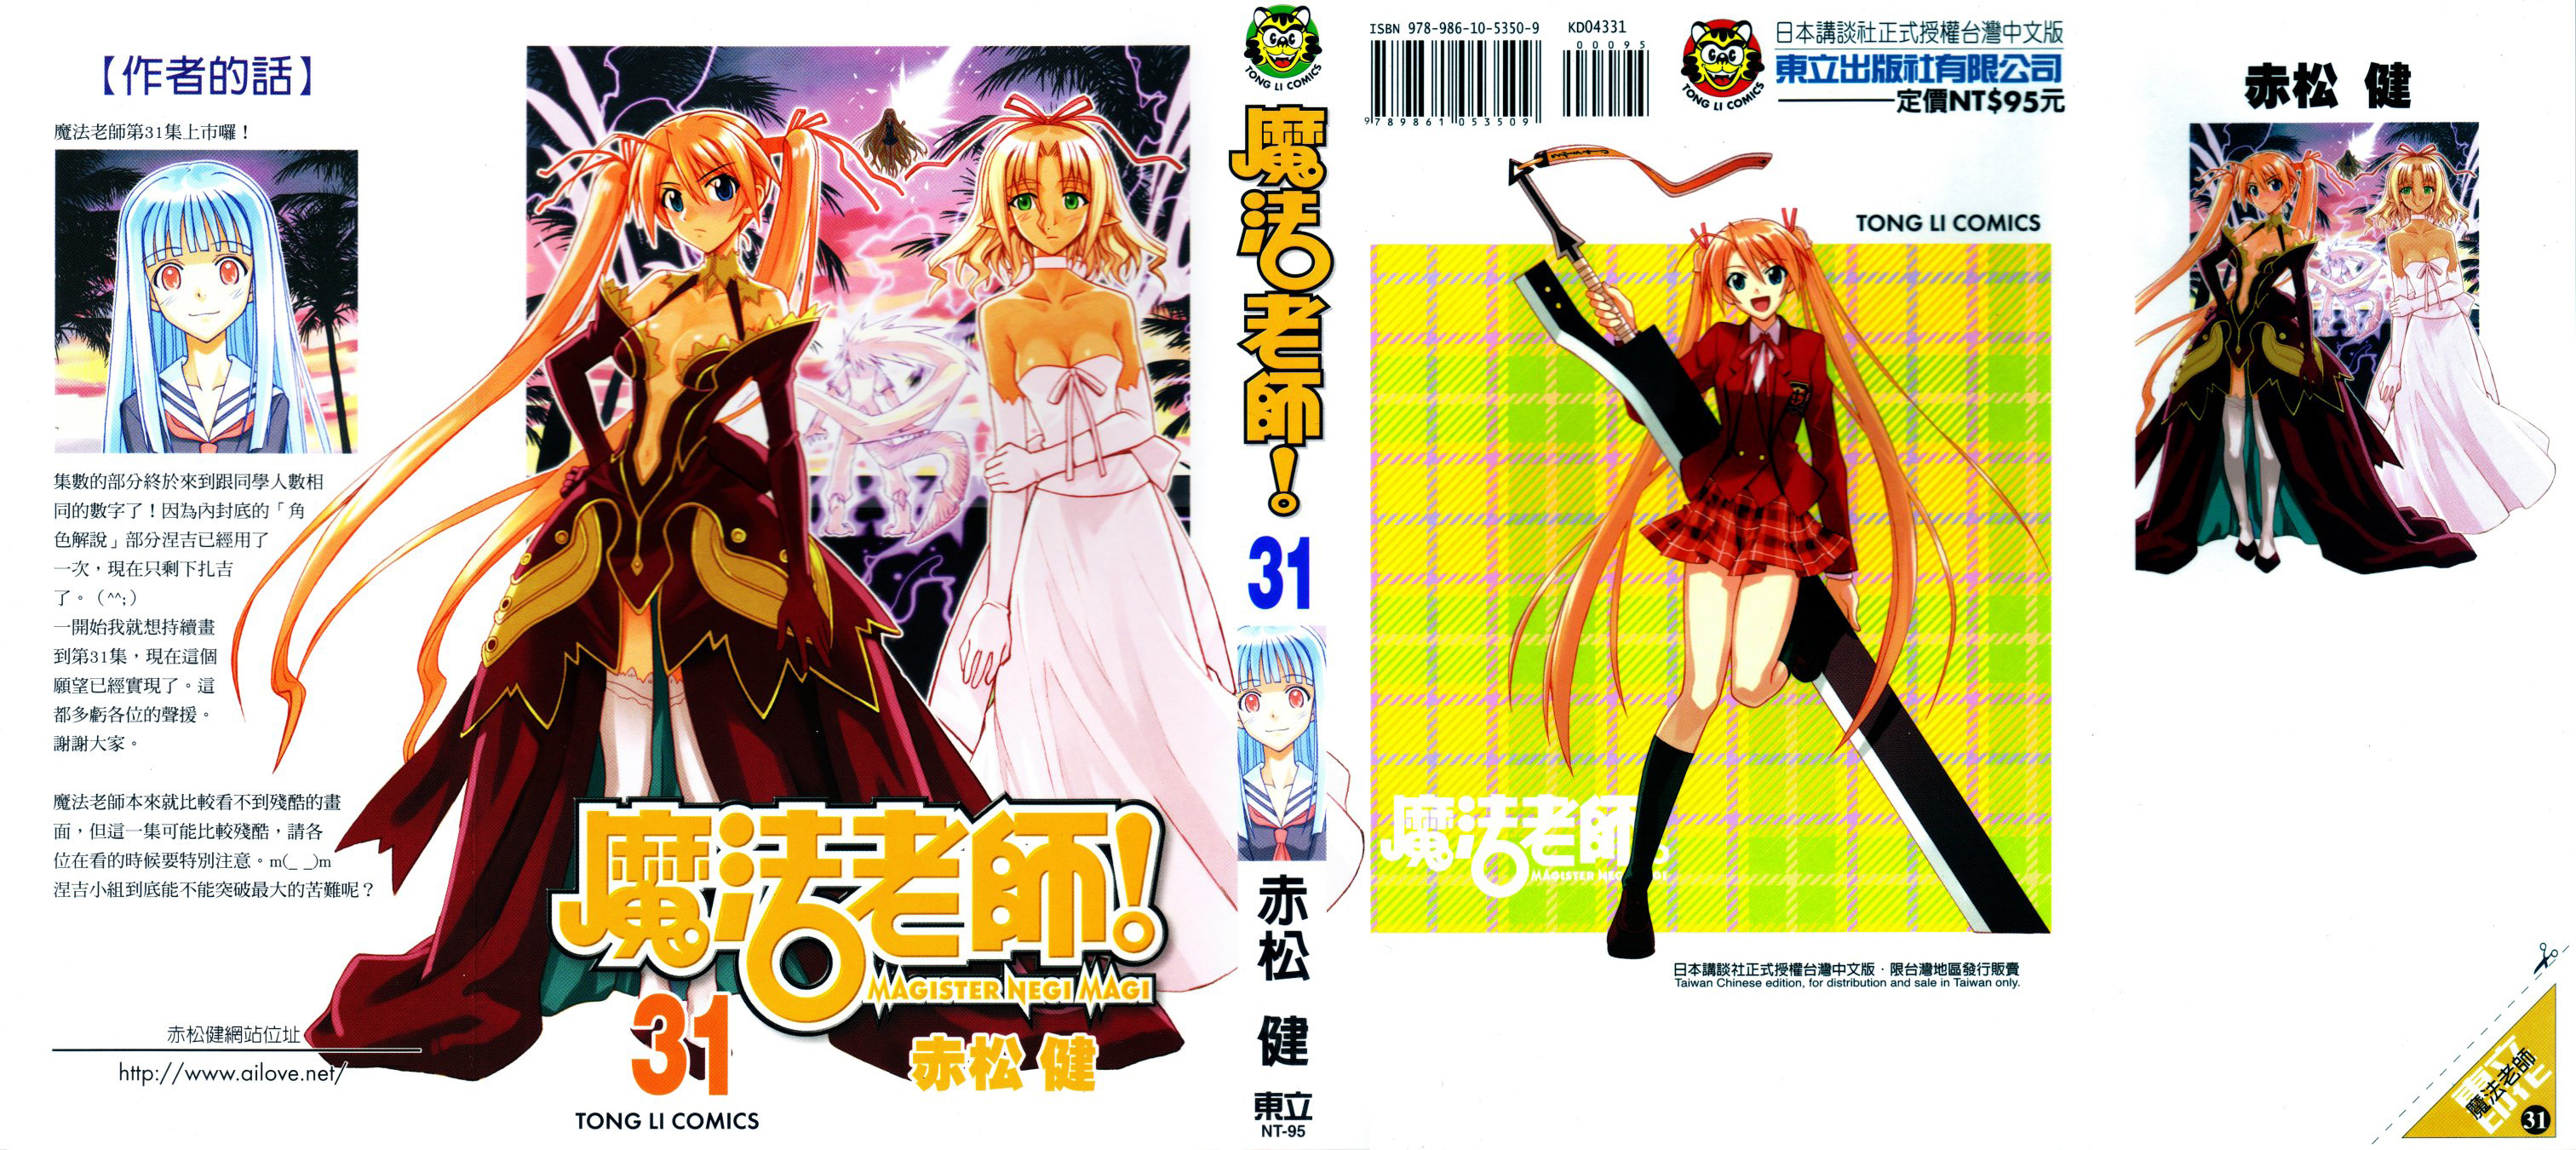 【作者的話】
魔法老師第31集上市囉！
集數的部分終於來到跟同學人數相
同的數字了！因為內封底的「角
色解說」部分涅吉已經用了
一次，現在只剩下扎吉
了。（^^;）
一開始我就想持續畫
到第31集，現在這個
願望已經實現了。這
都多虧各位的聲援。
謝謝大家。
魔法老師本來就比較看不到殘酷的畫
面，但這一集可能比較殘酷，請各
位在看的時候要特別注意。m(_ _)m
涅吉小組到底能不能突破最大的苦難呢？
赤松健網站位址
http://www.ailove.net/
魔法老師！
MAGISTER NEGI MAGI
31
赤松 健
TONG LI COMICS
TONG LI COMICS
魔法老師！
31
赤松 健
東立
NT-95
ISBN 978-986-10-5350-9
KD04331
00095
9789861053509
TONG LI COMICS
日本講談社正式授權台灣中文版
東立出版社有限公司
定價NT$95元
TONG LI COMICS
魔法老師！
MAGISTER NEGI MAGI
日本講談社正式授權台灣中文版．限台灣地區發行販賣
Taiwan Chinese edition, for distribution and sale in Taiwan only.
赤松 健
東立
印花
魔法老師
31